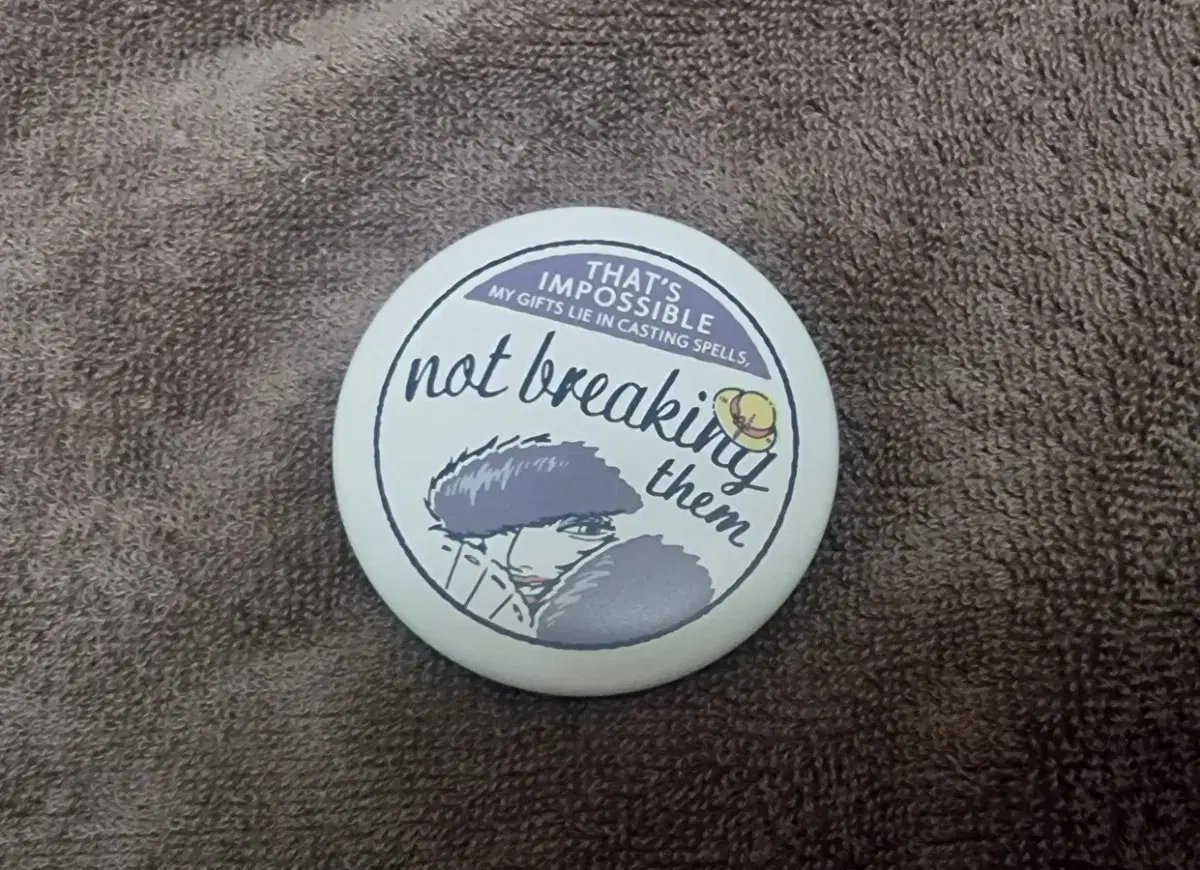 THAT'S
IMPOSSIBLE
MY GIFTS LIE IN CASTING SPELLS,
not breaking
them